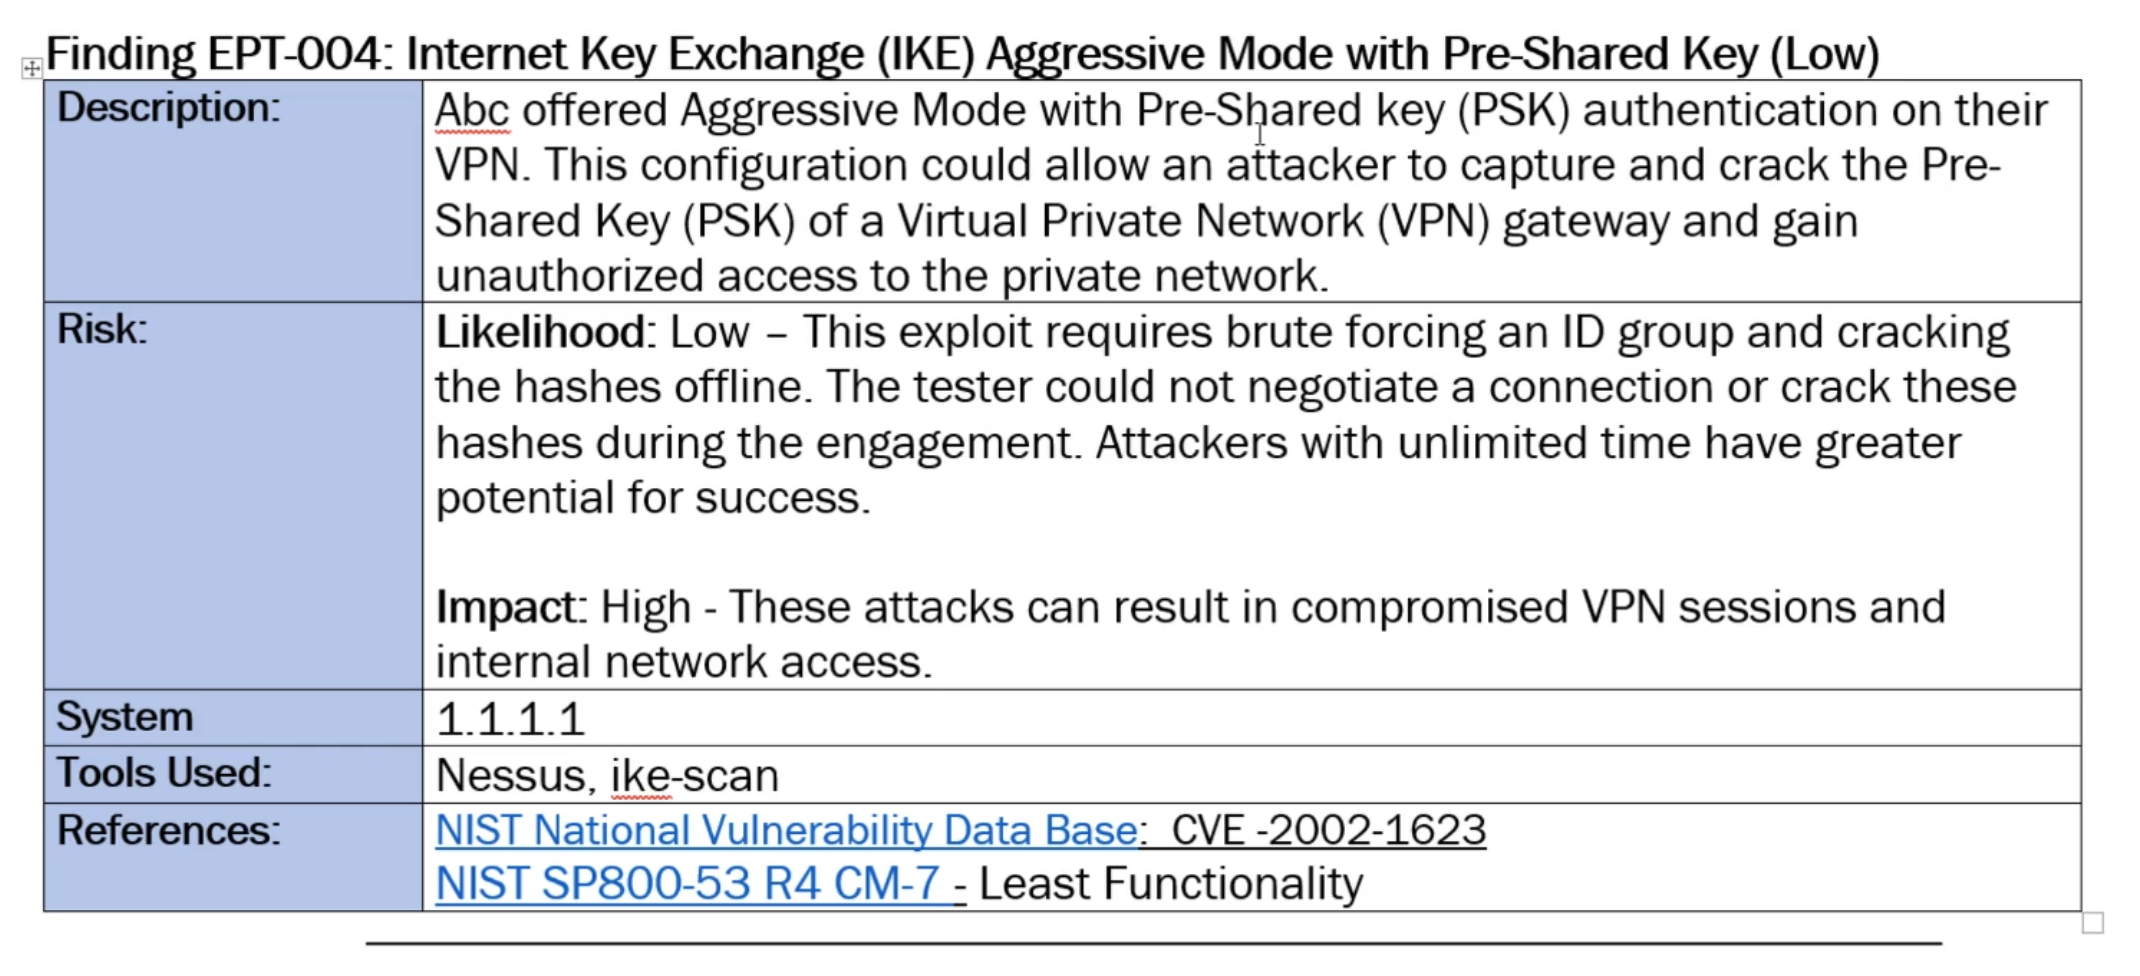 Finding EPT-004: Internet Key Exchange (IKE) Aggressive Mode with Pre-Shared Key (Low)
Description:
Abc offered Aggressive Mode with Pre-Shared key (PSK) authentication on their
VPN. This configuration could allow an attacker to capture and crack the Pre-
Shared Key (PSK) of a Virtual Private Network (VPN) gateway and gain
unauthorized access to the private network.
Risk:
Likelihood: Low – This exploit requires brute forcing an ID group and cracking
the hashes offline. The tester could not negotiate a connection or crack these
hashes during the engagement. Attackers with unlimited time have greater
potential for success.
Impact: High - These attacks can result in compromised VPN sessions and
internal network access.
System
1.1.1.1
Tools Used:
Nessus, ike-scan
References:
NIST National Vulnerability Data Base:  CVE -2002-1623
NIST SP800-53 R4 CM-7 - Least Functionality